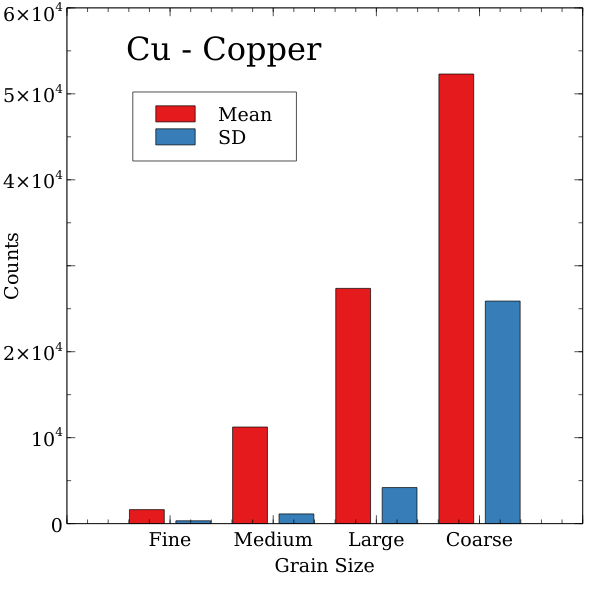 6×10⁴
Cu - Copper
5×10⁴
Mean
SD
4×10⁴
Counts
2×10⁴
10⁴
0
Fine Medium Large Coarse
Grain Size